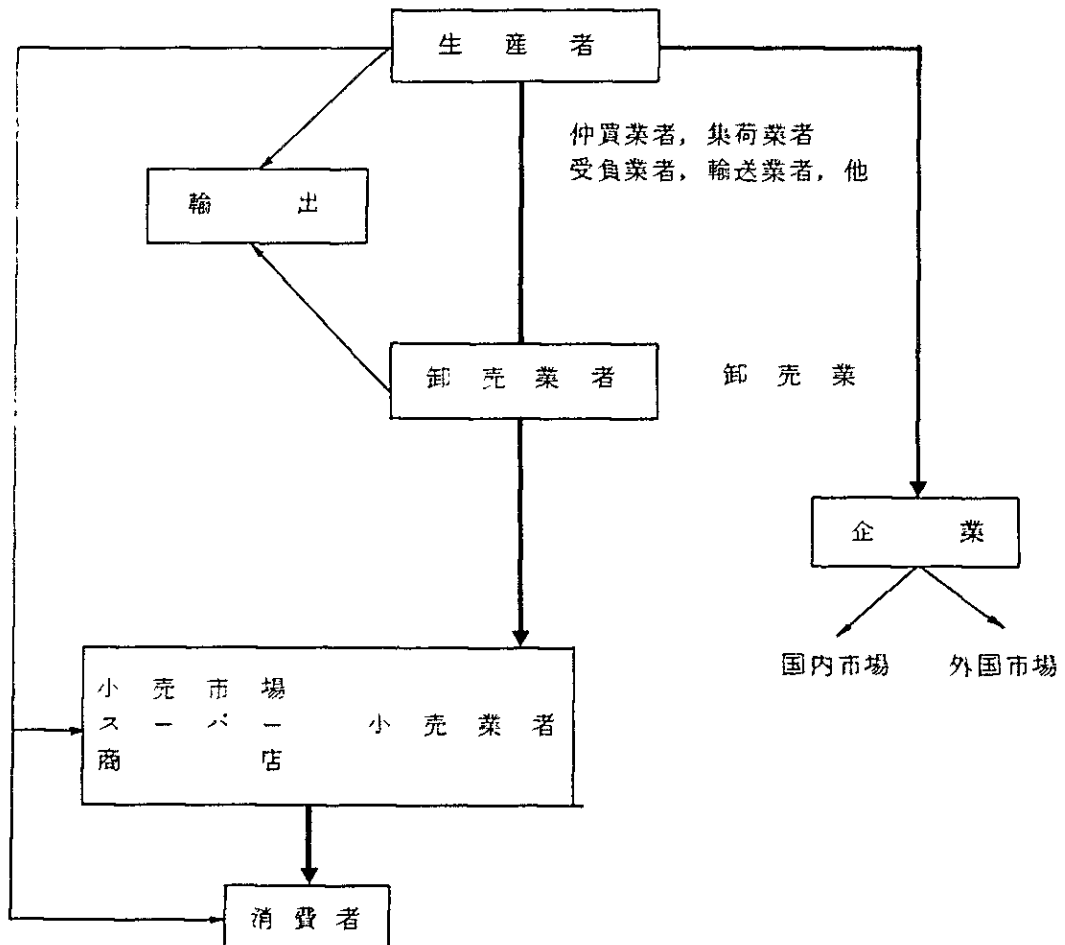 生産者
仲買業者，集荷業者
受負業者，輸送業者，他
輸出
卸売業者
卸売業
企業
国内市場
外国市場
小売市場
スーパー
商店
小売業者
消費者